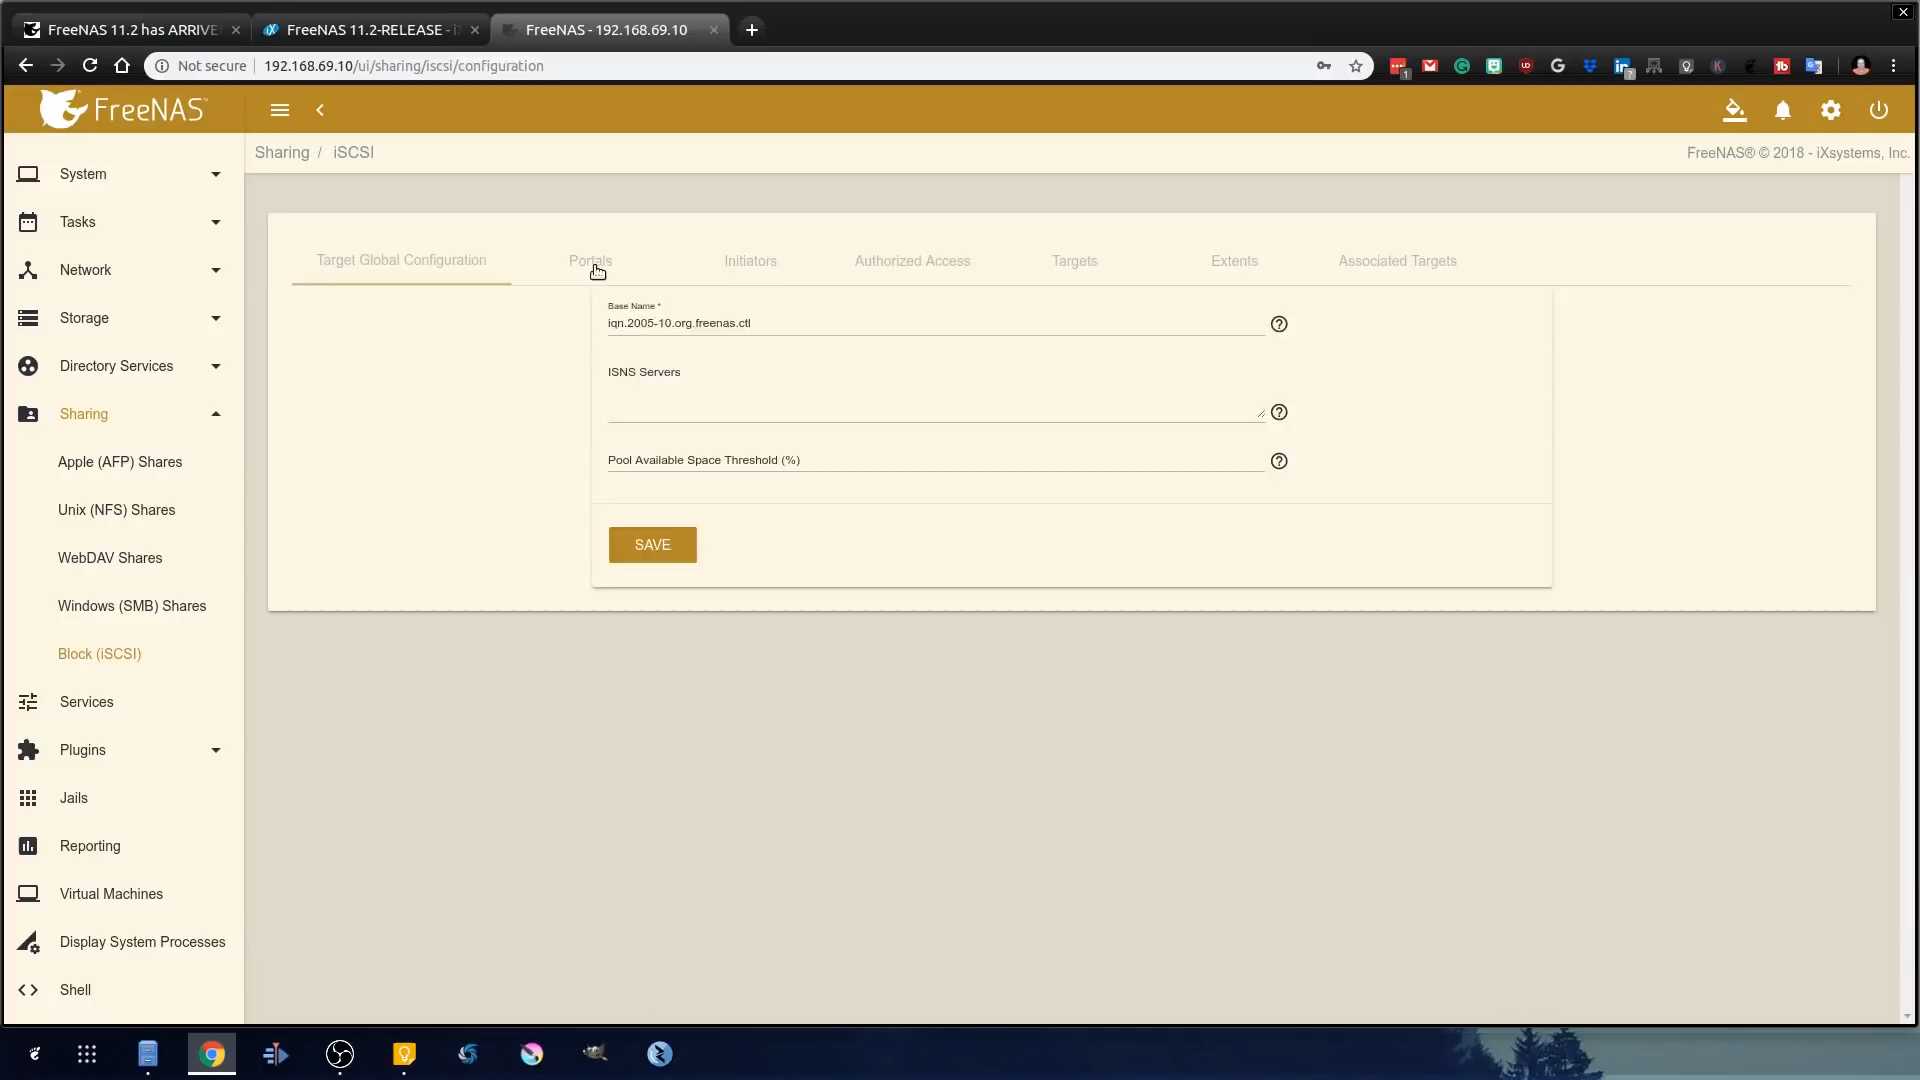 FreeNAS 11.2 has ARRIVE
FreeNAS 11.2-RELEASE - i
FreeNAS - 192.168.69.10
Not secure
192.168.69.10/ui/sharing/iscsi/configuration
FreeNAS
Sharing / iSCSI
FreeNAS® © 2018 - iXsystems, Inc.
System
Tasks
Network
Storage
Directory Services
Sharing
Apple (AFP) Shares
Unix (NFS) Shares
WebDAV Shares
Windows (SMB) Shares
Block (iSCSI)
Services
Plugins
Jails
Reporting
Virtual Machines
Display System Processes
Shell
Target Global Configuration
Portals
Initiators
Authorized Access
Targets
Extents
Associated Targets
Base Name *
iqn.2005-10.org.freenas.ctl
ISNS Servers
Pool Available Space Threshold (%)
SAVE